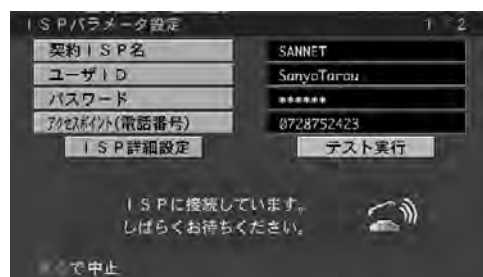 ISPパラメータ設定 1 2
契約ISP名 SANNET
ユーザID SanyoTarou
パスワード ******
アクセスポイント(電話番号) 0728752423
ISP詳細設定 テスト実行
ISPに接続しています。
しばらくお待ちください。
で中止